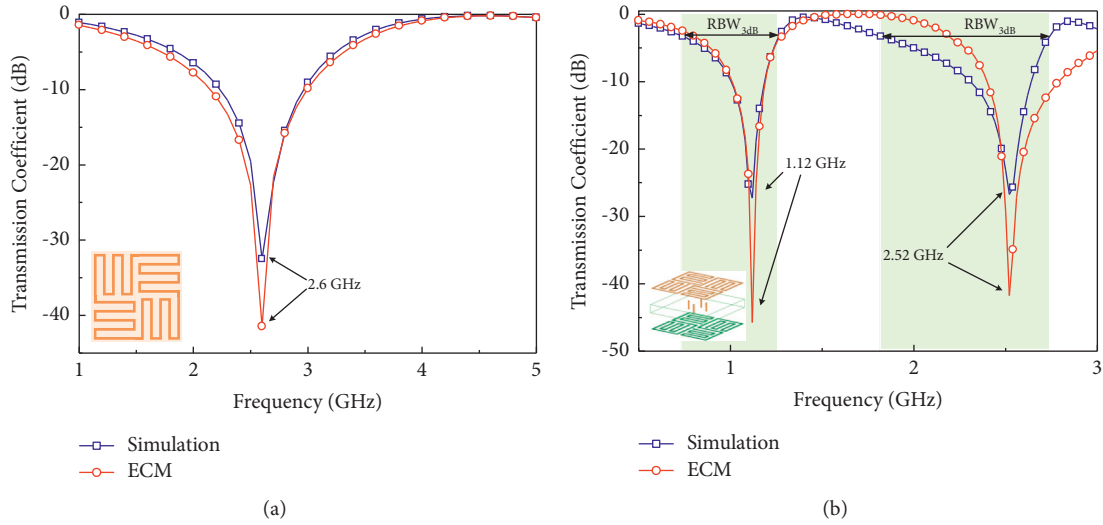 0
-10
-20
-30
-40
Transmission Coefficient (dB)
2.6 GHz
1
2
3
4
5
Frequency (GHz)
Simulation
ECM
(a)
0
-10
-20
-30
-40
-50
Transmission Coefficient (dB)
RBW3dB
RBW3dB
1.12 GHz
2.52 GHz
1
2
3
Frequency (GHz)
Simulation
ECM
(b)